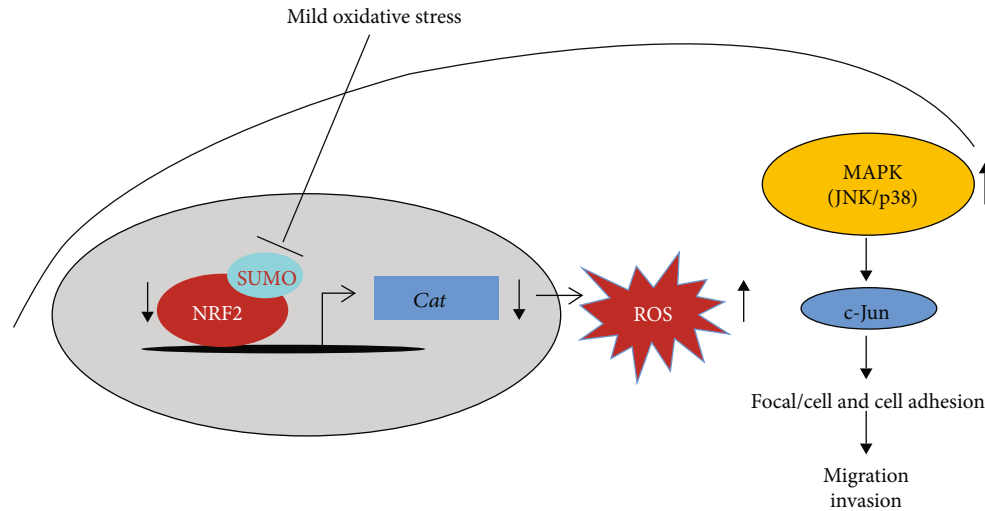 Mild oxidative stress
MAPK
(JNK/p38)
SUMO
NRF2
Cat
ROS
c-Jun
Focal/cell and cell adhesion
Migration
invasion